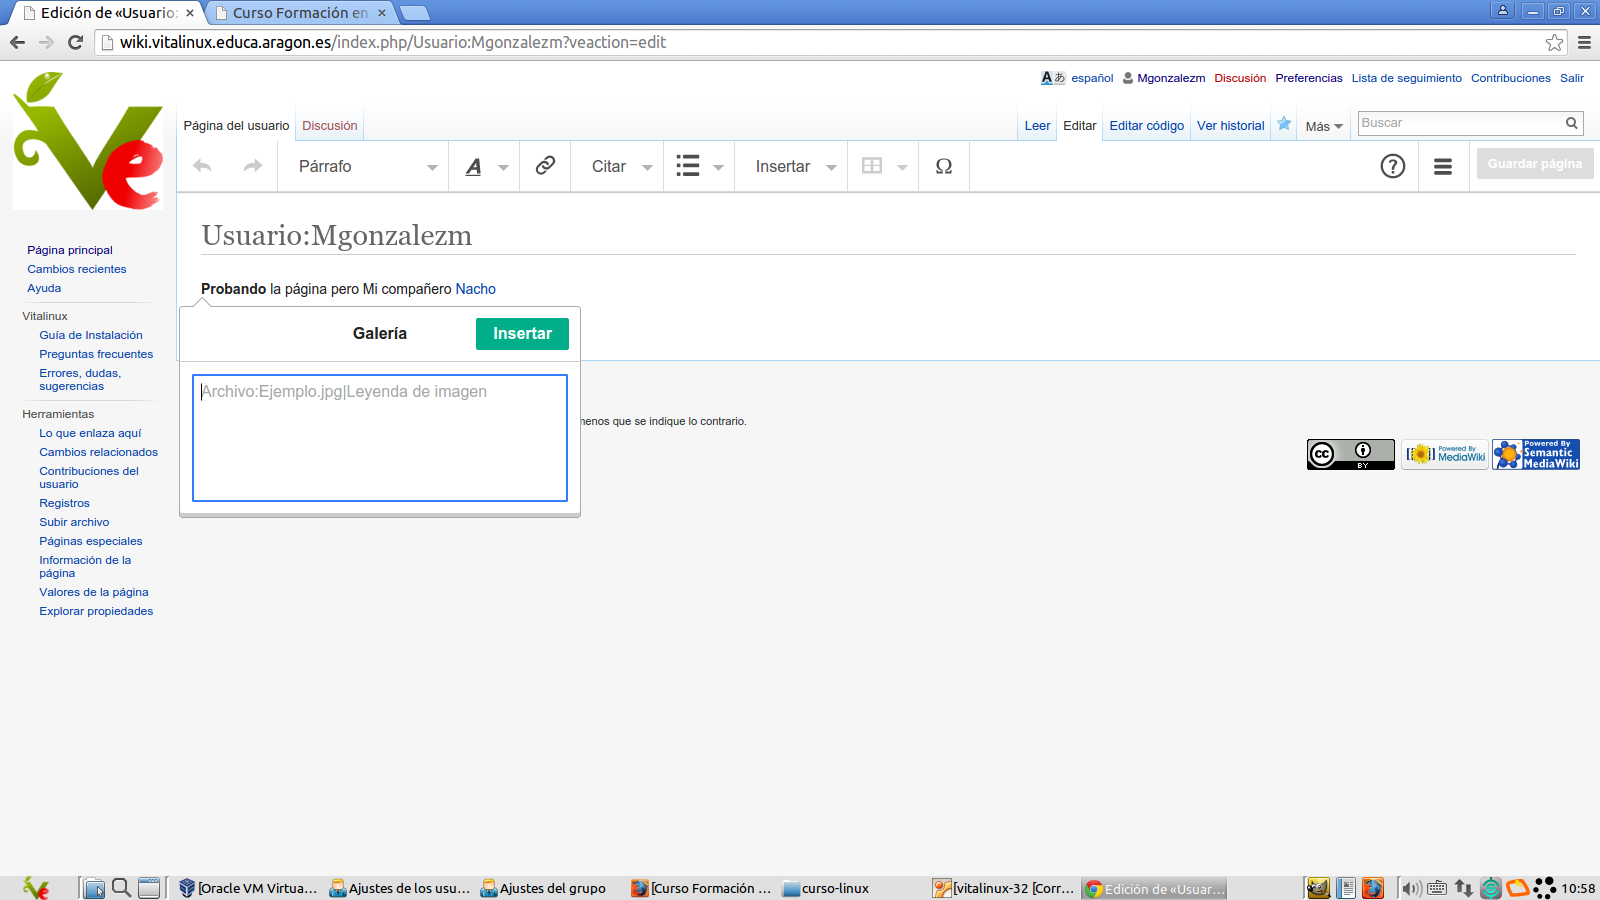 Edición de «Usuario:
Curso Formación en
wiki.vitalinux.educa.aragon.es/index.php/Usuario:Mgonzalezm?veaction=edit
español Mgonzalezm Discusión Preferencias Lista de seguimiento Contribuciones Salir
Página del usuario Discusión Leer Editar Editar código Ver historial Más Buscar
Párrafo A Citar Insertar Ω ? Guardar página
Usuario:Mgonzalezm
Probando la página pero Mi compañero Nacho
Galería Insertar
Archivo:Ejemplo.jpg|Leyenda de imagen
menos que se indique lo contrario.
cc BY
Powered By MediaWiki
Powered By Semantic MediaWiki
Ve
Página principal
Cambios recientes
Ayuda
Vitalinux
Guía de Instalación
Preguntas frecuentes
Errores, dudas,
sugerencias
Herramientas
Lo que enlaza aquí
Cambios relacionados
Contribuciones del
usuario
Registros
Subir archivo
Páginas especiales
Información de la
página
Valores de la página
Explorar propiedades
[Oracle VM Virtua... Ajustes de los usu... Ajustes del grupo [Curso Formación ... curso-linux [vitalinux-32 [Corr... Edición de «Usuar... 10:58